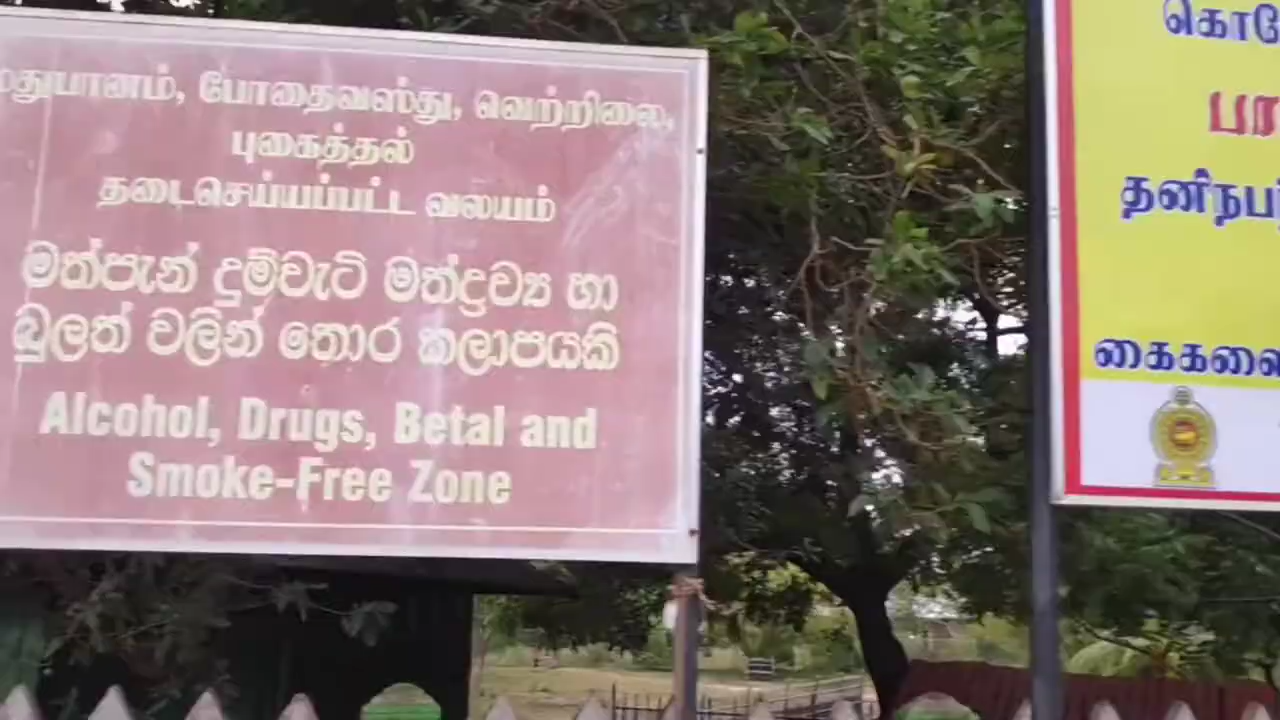 மதுபானம், போதைவஸ்து, வெற்றிலை,
புகைத்தல்
தடைசெய்யப்பட்ட வலயம்
මත්පැන් දුම්වැටි මත්ද්‍රව්‍ය හා
බුලත් වලින් තොර කලාපයකි
Alcohol, Drugs, Betal and
Smoke-Free Zone